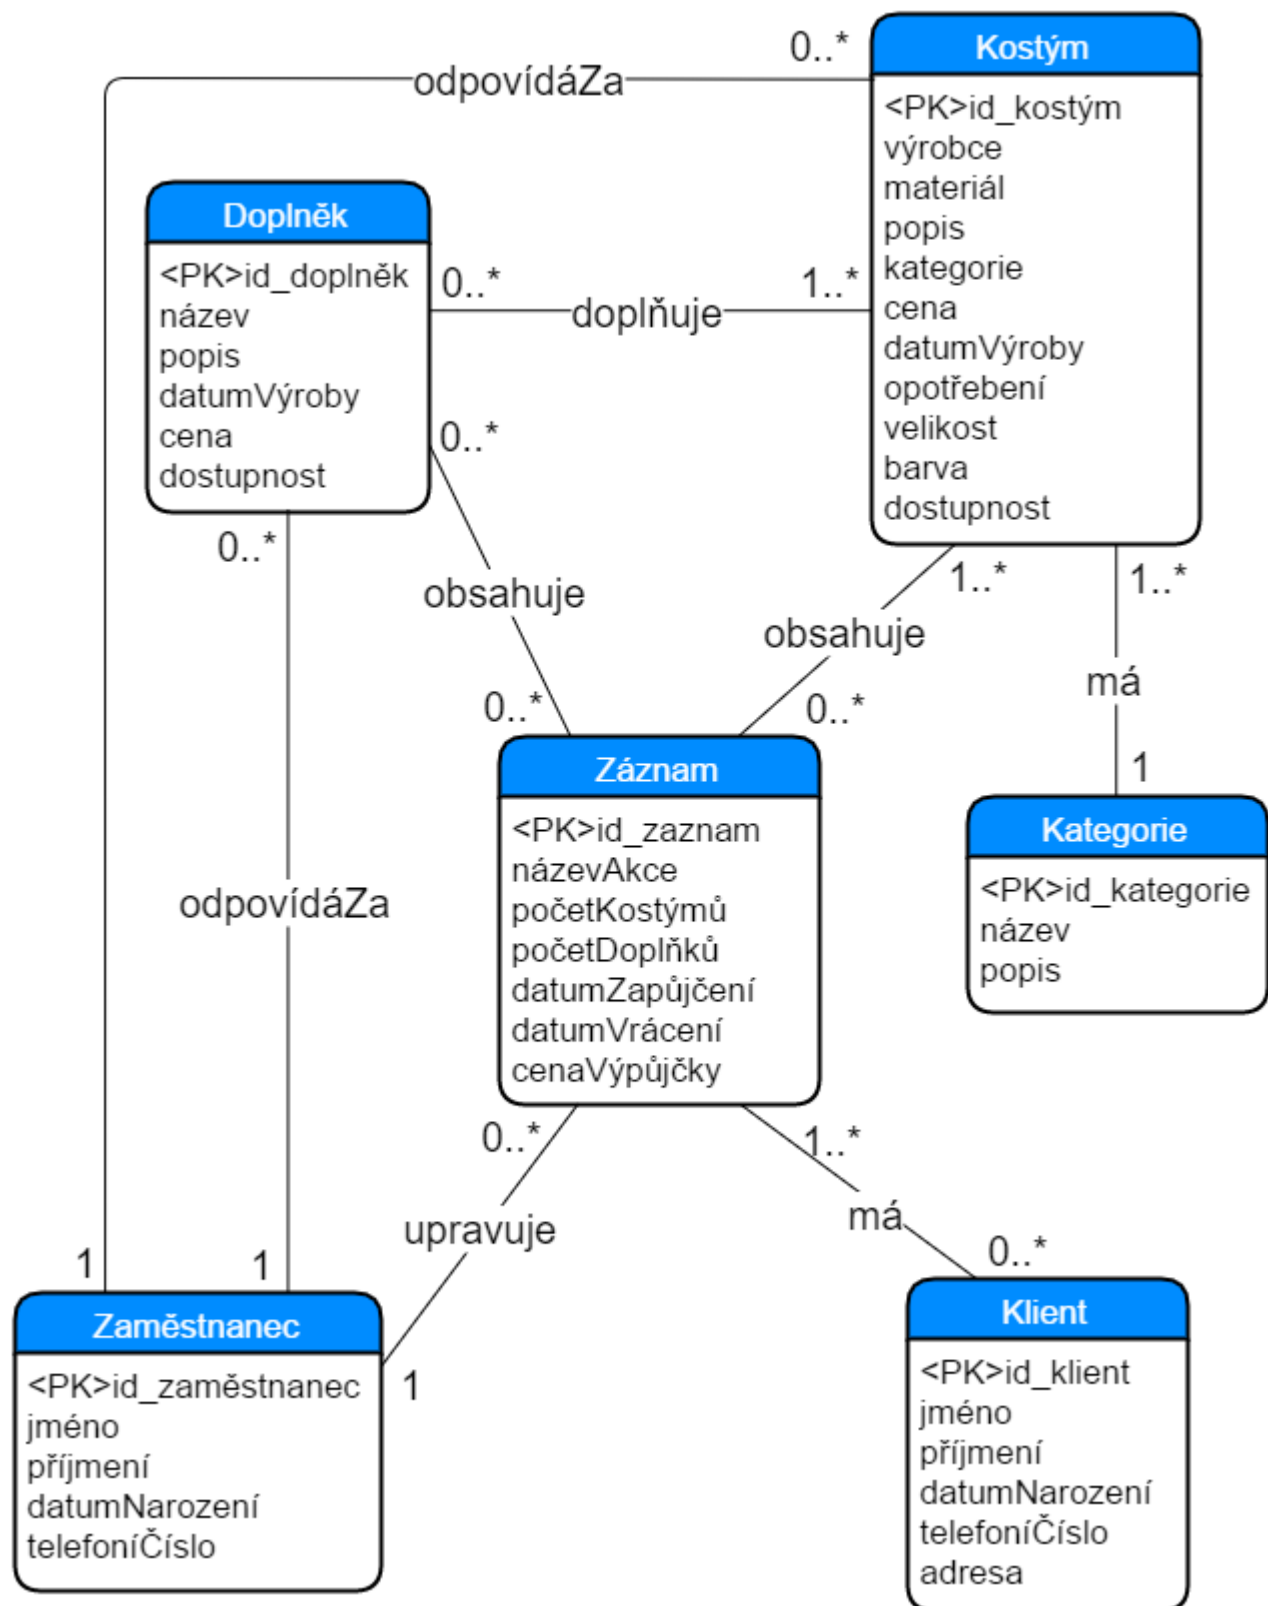 0..*
Kostým
odpovídáZa
<PK>id_kostým
výrobce
materiál
popis
kategorie
cena
datumVýroby
opotřebení
velikost
barva
dostupnost
Doplněk
<PK>id_doplněk
název
popis
datumVýroby
cena
dostupnost
0..*
1..*
doplňuje
0..*
0..*
1..*
1..*
obsahuje
obsahuje
má
0..*
0..*
1
Záznam
<PK>id_zaznam
názevAkce
početKostýmů
početDoplňků
datumZapůjčení
datumVrácení
cenaVýpůjčky
Kategorie
<PK>id_kategorie
název
popis
odpovídáZa
0..*
1..*
upravuje
má
1
1
0..*
1
Zaměstnanec
<PK>id_zaměstnanec
jméno
příjmení
datumNarození
telefoníČíslo
Klient
<PK>id_klient
jméno
příjmení
datumNarození
telefoníČíslo
adresa